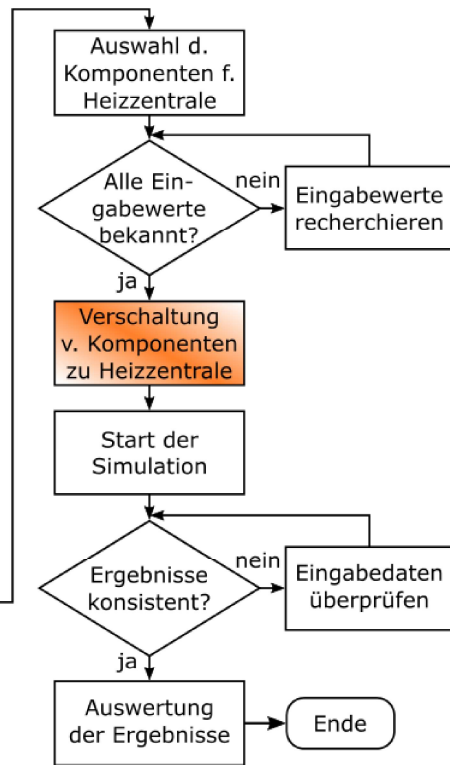 Auswahl d.
Komponenten f.
Heizzentrale
Alle Ein-
gabewerte
bekannt?
nein
Eingabewerte
recherchieren
ja
Verschaltung
v. Komponenten
zu Heizzentrale
Start der
Simulation
Ergebnisse
konsistent?
nein
Eingabedaten
überprüfen
ja
Auswertung
der Ergebnisse
Ende